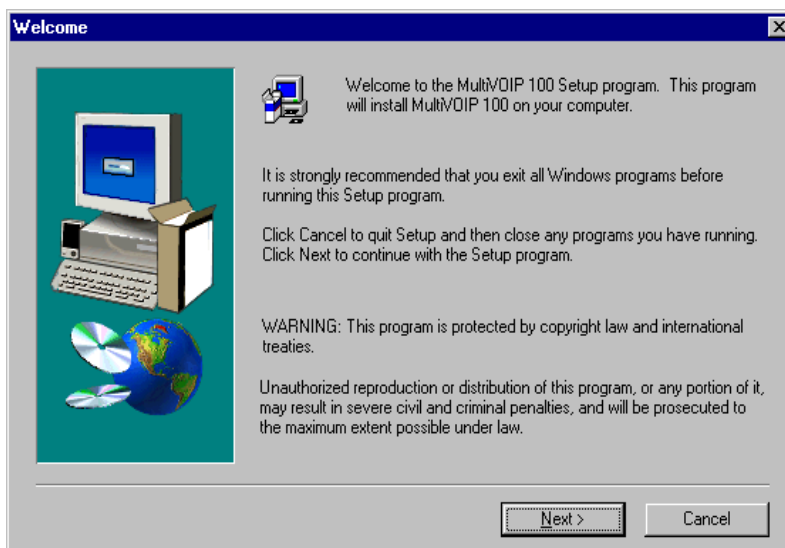 Welcome
Welcome to the MultiVOIP 100 Setup program.  This program
will install MultiVOIP 100 on your computer.
It is strongly recommended that you exit all Windows programs before
running this Setup program.
Click Cancel to quit Setup and then close any programs you have running.
Click Next to continue with the Setup program.
WARNING: This program is protected by copyright law and international
treaties.
Unauthorized reproduction or distribution of this program, or any portion of it,
may result in severe civil and criminal penalties, and will be prosecuted to
the maximum extent possible under law.
Next >
Cancel